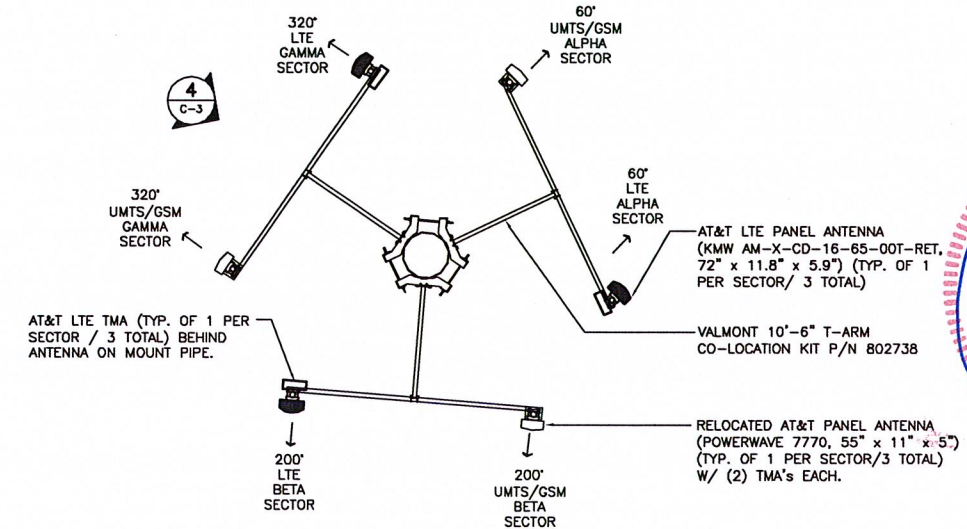 320°
LTE
GAMMA
SECTOR
60°
UMTS/GSM
ALPHA
SECTOR
4
C-3
320°
UMTS/GSM
GAMMA
SECTOR
60°
LTE
ALPHA
SECTOR
AT&T LTE PANEL ANTENNA
(KMW AM-X-CD-16-65-00T-RET,
72" x 11.8" x 5.9") (TYP. OF 1
PER SECTOR/ 3 TOTAL)
AT&T LTE TMA (TYP. OF 1 PER
SECTOR / 3 TOTAL) BEHIND
ANTENNA ON MOUNT PIPE.
VALMONT 10'-6" T-ARM
CO-LOCATION KIT P/N 802738
RELOCATED AT&T PANEL ANTENNA
(POWERWAVE 7770, 55" x 11" x 5")
(TYP. OF 1 PER SECTOR/3 TOTAL)
W/ (2) TMA's EACH.
200°
LTE
BETA
SECTOR
200°
UMTS/GSM
BETA
SECTOR